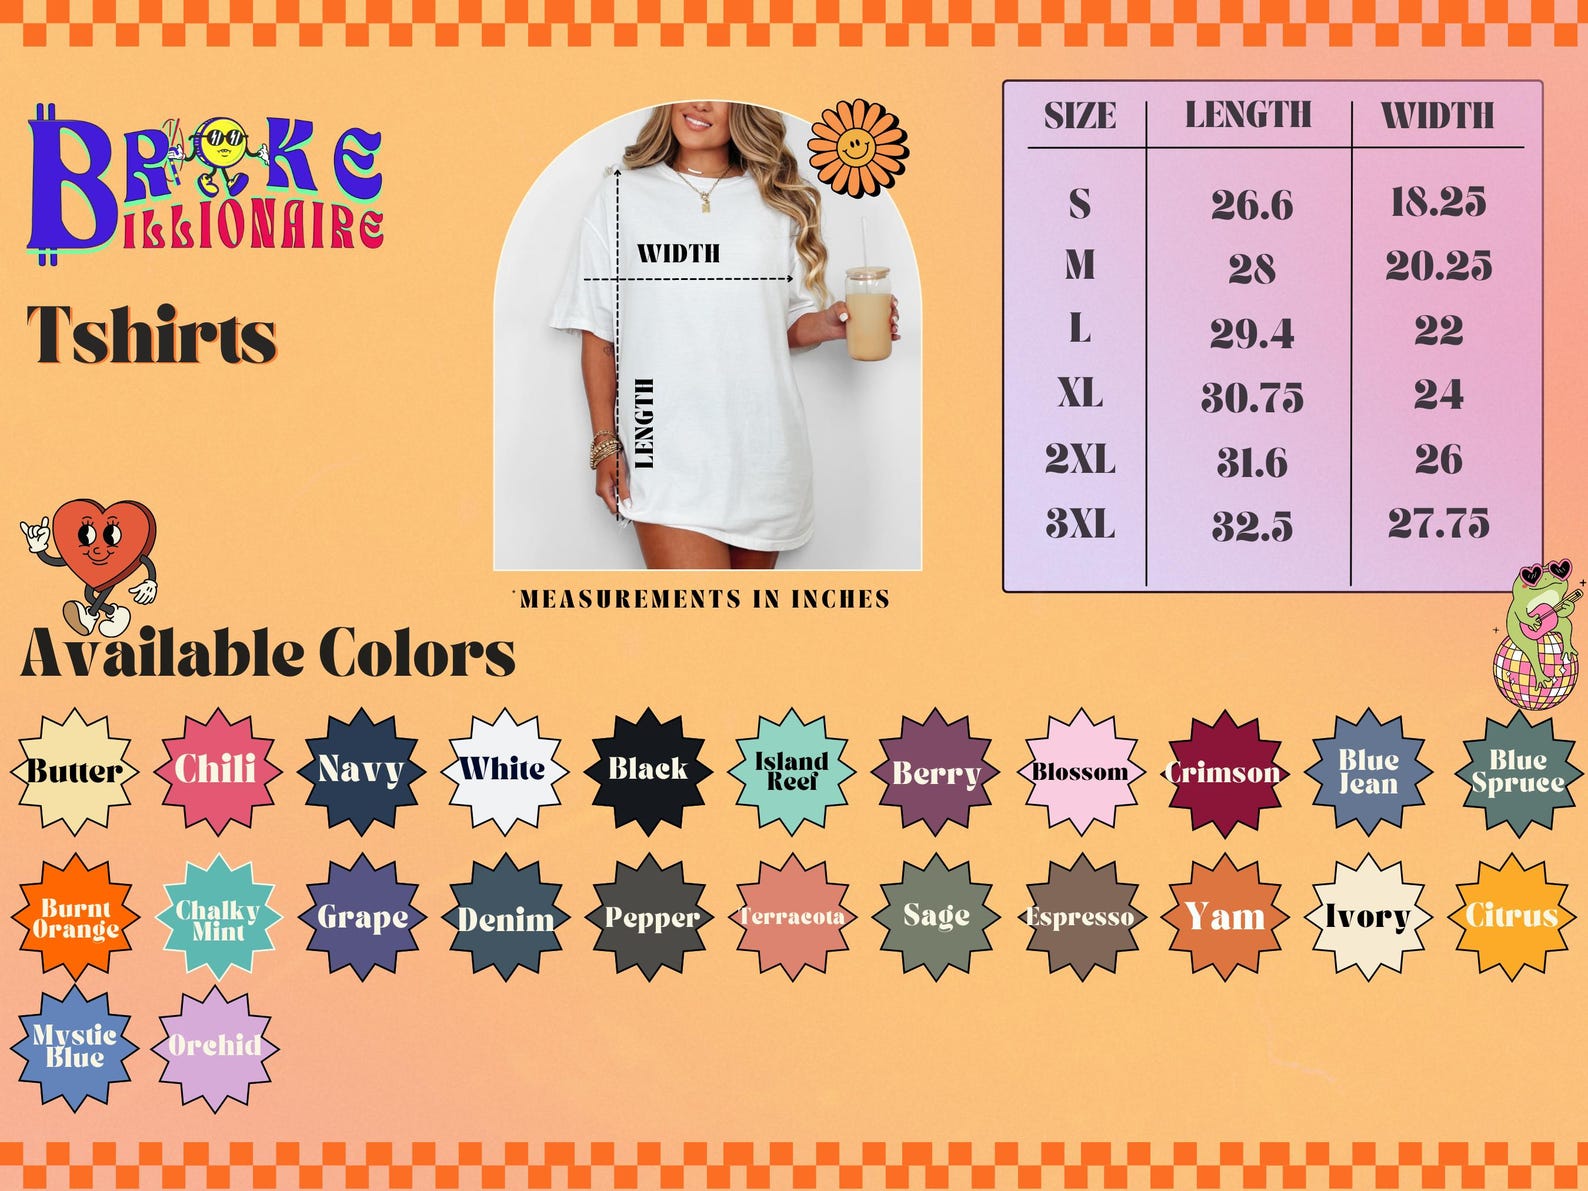 BROKE
BILLIONAIRE
Tshirts
WIDTH
LENGTH
*MEASUREMENTS IN INCHES
SIZE LENGTH WIDTH
S 26.6 18.25
M 28 20.25
L 29.4 22
XL 30.75 24
2XL 31.6 26
3XL 32.5 27.75
Available Colors
Butter
Chili
Navy
White
Black
Island
Reef
Berry
Blossom
Crimson
Blue
Jean
Blue
Spruce
Burnt
Orange
Chalky
Mint
Grape
Denim
Pepper
Terracota
Sage
Espresso
Yam
Ivory
Citrus
Mystic
Blue
Orchid